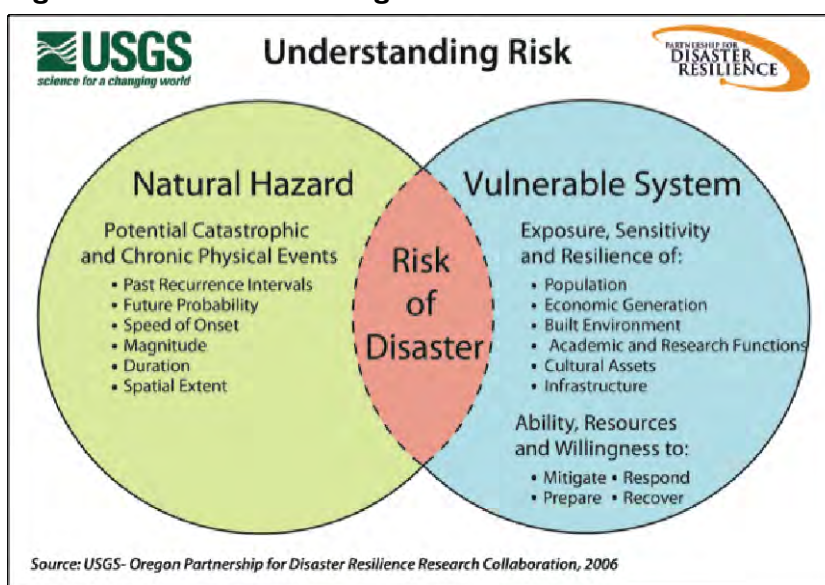 USGS
science for a changing world
Understanding Risk
PARTNERSHIP FOR
DISASTER
RESILIENCE
Natural Hazard
Potential Catastrophic
and Chronic Physical Events
• Past Recurrence Intervals
• Future Probability
• Speed of Onset
• Magnitude
• Duration
• Spatial Extent
Risk
of
Disaster
Vulnerable System
Exposure, Sensitivity
and Resilience of:
• Population
• Economic Generation
• Built Environment
• Academic and Research Functions
• Cultural Assets
• Infrastructure
Ability, Resources
and Willingness to:
• Mitigate • Respond
• Prepare • Recover
Source: USGS- Oregon Partnership for Disaster Resilience Research Collaboration, 2006